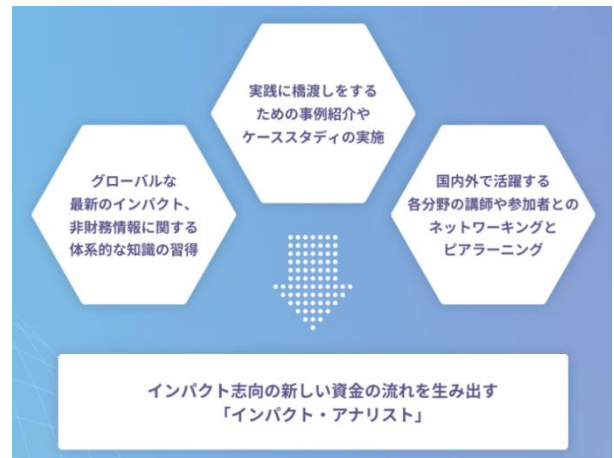 実践に橋渡しをする
ための事例紹介や
ケーススタディの実施
グローバルな
最新のインパクト、
非財務情報に関する
体系的な知識の習得
国内外で活躍する
各分野の講師や参加者との
ネットワーキングと
ピアラーニング
インパクト志向の新しい資金の流れを生み出す
「インパクト・アナリスト」